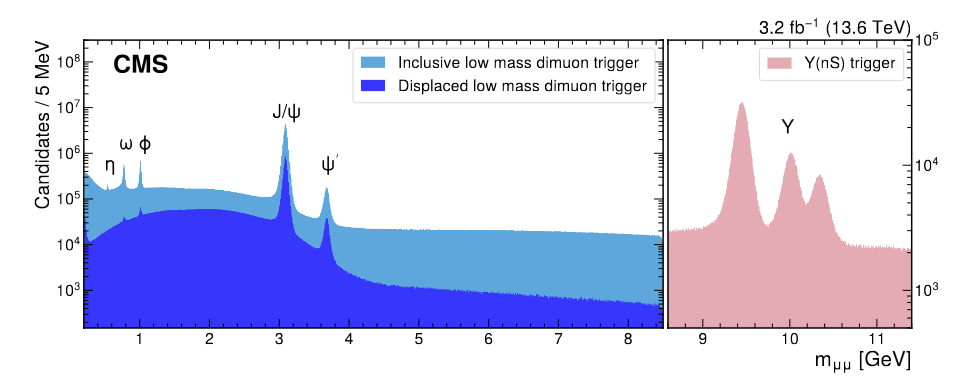 3.2 fb⁻¹ (13.6 TeV)
CMS
Inclusive low mass dimuon trigger
Displaced low mass dimuon trigger
Υ(nS) trigger
Candidates / 5 MeV
10⁸
10⁷
10⁶
10⁵
10⁴
10³
η
ω
ϕ
J/ψ
ψ′
Υ
10⁵
10⁴
10³
1
2
3
4
5
6
7
8
9
10
11
m_μμ [GeV]